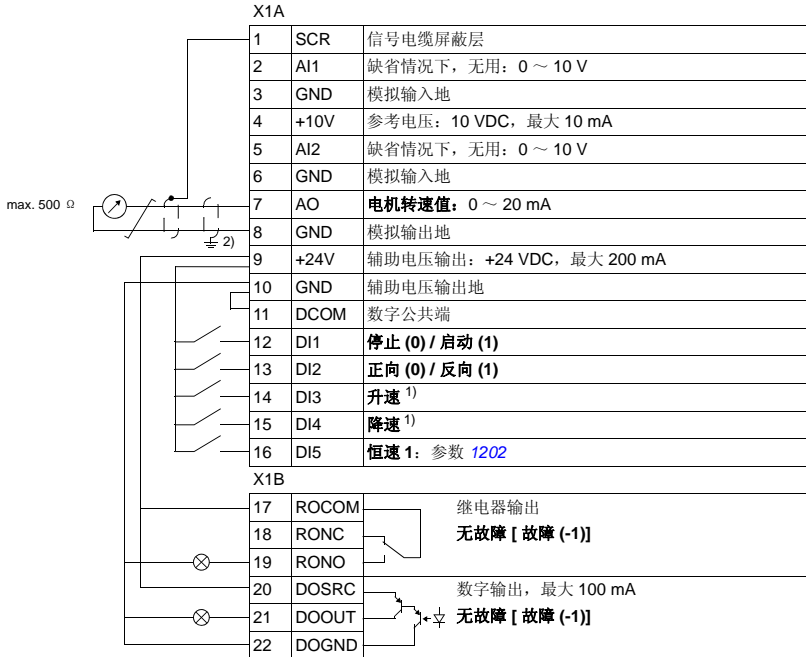 X1A
1 SCR 信号电缆屏蔽层
2 AI1 缺省情况下，无用：0 ～ 10 V
3 GND 模拟输入地
4 +10V 参考电压：10 VDC，最大 10 mA
5 AI2 缺省情况下，无用：0 ～ 10 V
6 GND 模拟输入地
max. 500 Ω
7 AO 电机转速值：0 ～ 20 mA
8 GND 模拟输出地
2)
9 +24V 辅助电压输出：+24 VDC，最大 200 mA
10 GND 辅助电压输出地
11 DCOM 数字公共端
12 DI1 停止 (0) / 启动 (1)
13 DI2 正向 (0) / 反向 (1)
14 DI3 升速 1)
15 DI4 降速 1)
16 DI5 恒速 1：参数 1202
X1B
17 ROCOM 继电器输出
18 RONC 无故障 [ 故障 (-1)]
19 RONO
20 DOSRC 数字输出，最大 100 mA
21 DOOUT 无故障 [ 故障 (-1)]
22 DOGND